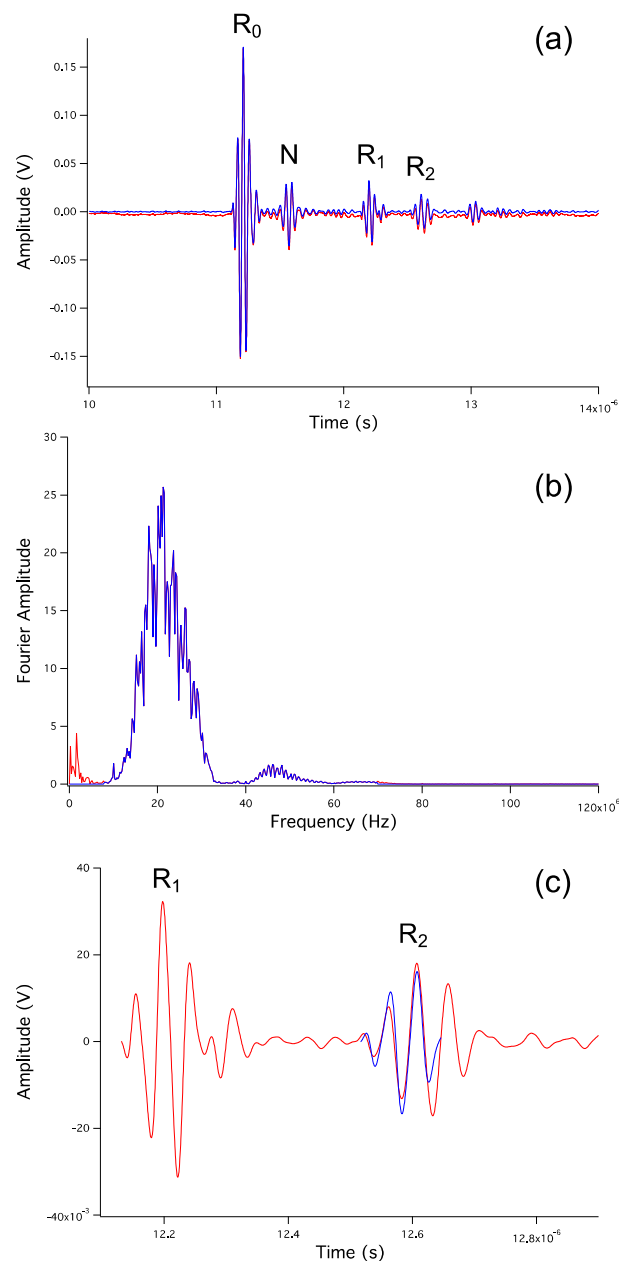 R₀
(a)
0.15
0.10
N
R₁
R₂
0.05
0.00
-0.05
-0.10
-0.15
Amplitude (V)
10
11
12
13
14x10⁻⁶
Time (s)
30
(b)
25
20
15
10
5
0
Fourier Amplitude
0
20
40
60
80
100
120x10⁶
Frequency (Hz)
40
R₁
(c)
R₂
20
0
-20
-40x10⁻³
Amplitude (V)
12.2
12.4
12.6
12.8x10⁻⁶
Time (s)